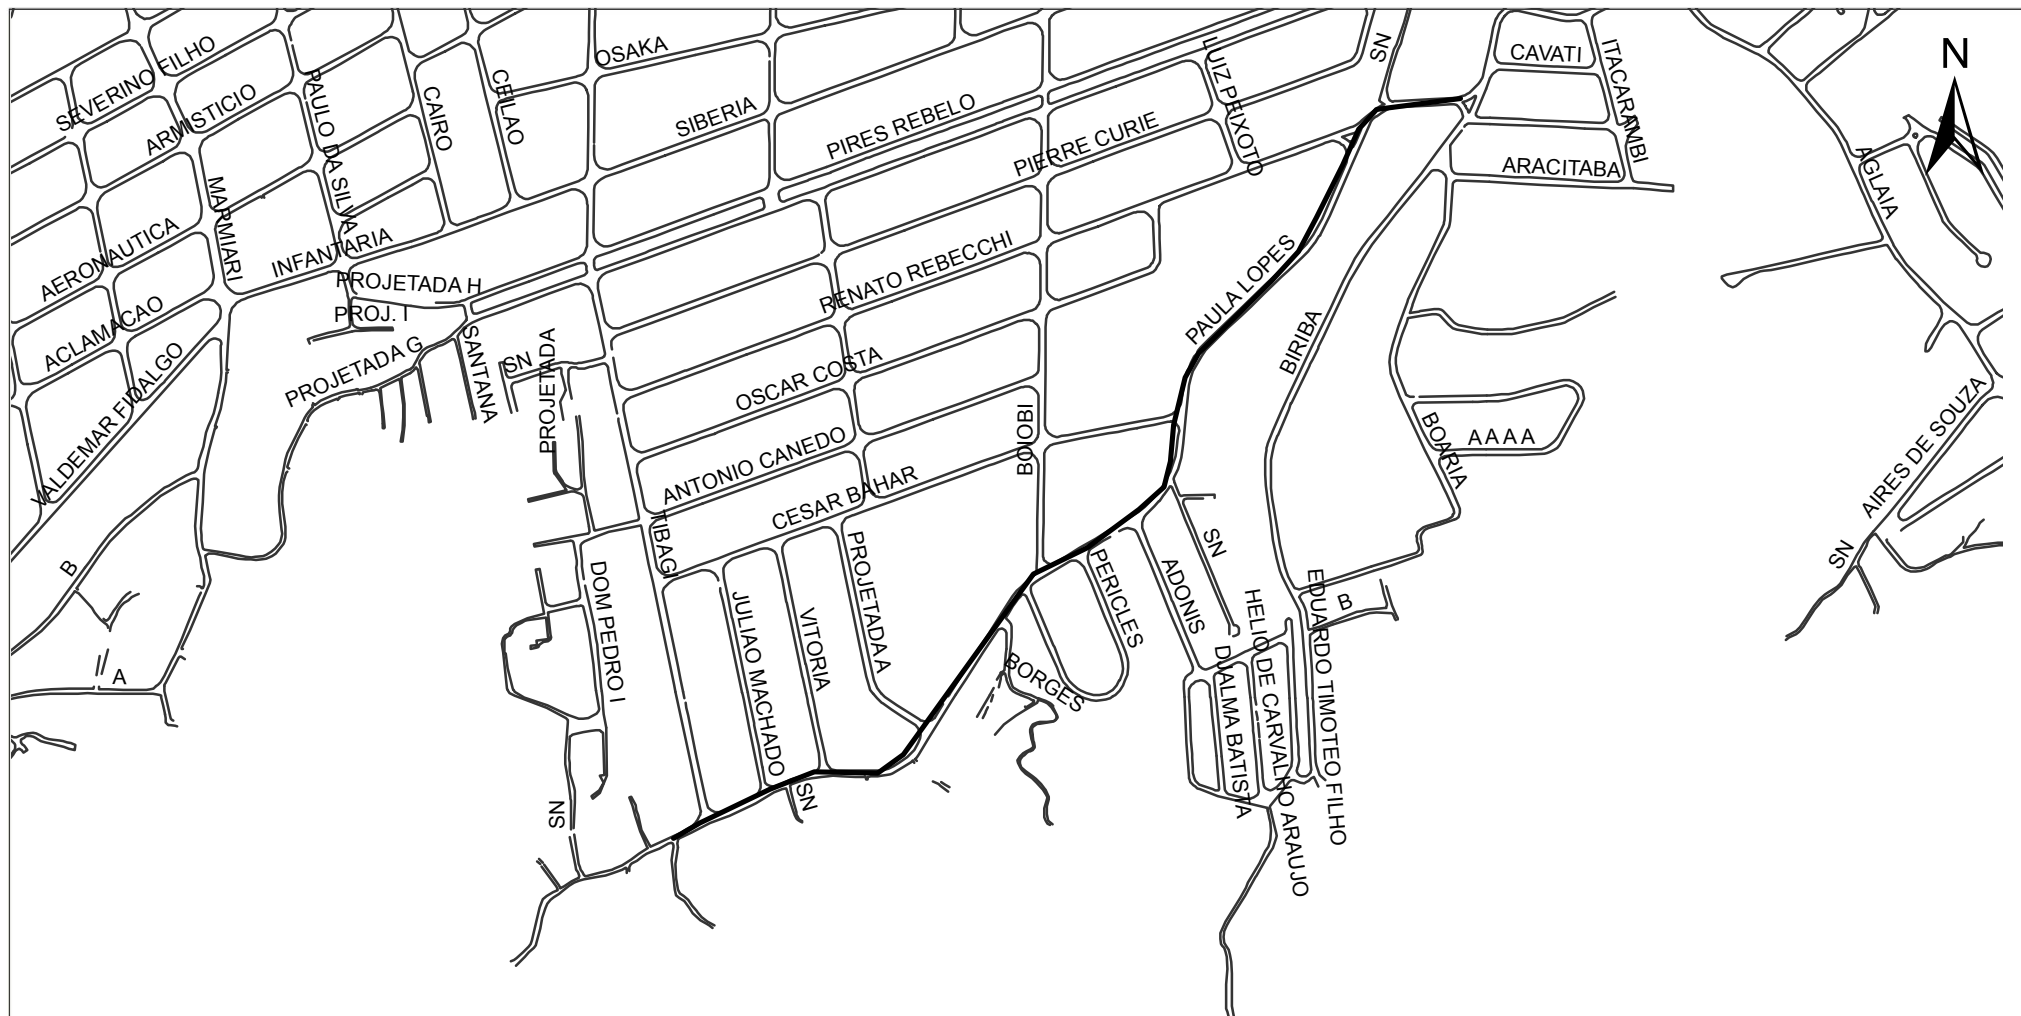 N
OSAKA
CAVATI
ITACARAMBI
SEVERINO FILHO
ARMISTICIO
PAULO DA SILVA
CAIRO
CEILAO
SIBERIA
PIRES REBELO
PIERRE CURIE
LUIZ PEIXOTO
SN
ARACITABA
AGLAIA
MARMIARI
AERONAUTICA
INFANTARIA
PROJETADA H
PROJ. I
PROJETADA G
SANTANA
SN
PROJETADA
RENATO REBECCHI
PAULA LOPES
BIRIBA
ACLAMACAO
VALDEMAR FIDALGO
OSCAR COSTA
ANTONIO CANEDO
CESAR BAHAR
BOIOBI
BOARIA
A A A A
AIRES DE SOUZA
SN
B
TIBAGI
DOM PEDRO I
JULIAO MACHADO
VITORIA
PROJETADA A
PERICLES
ADONIS
SN
BORGES
HELIO DE CARVALHO ARAUJO
EDUARDO TIMOTEO FILHO
B
DJALMA BATISTA
A
SN
SN